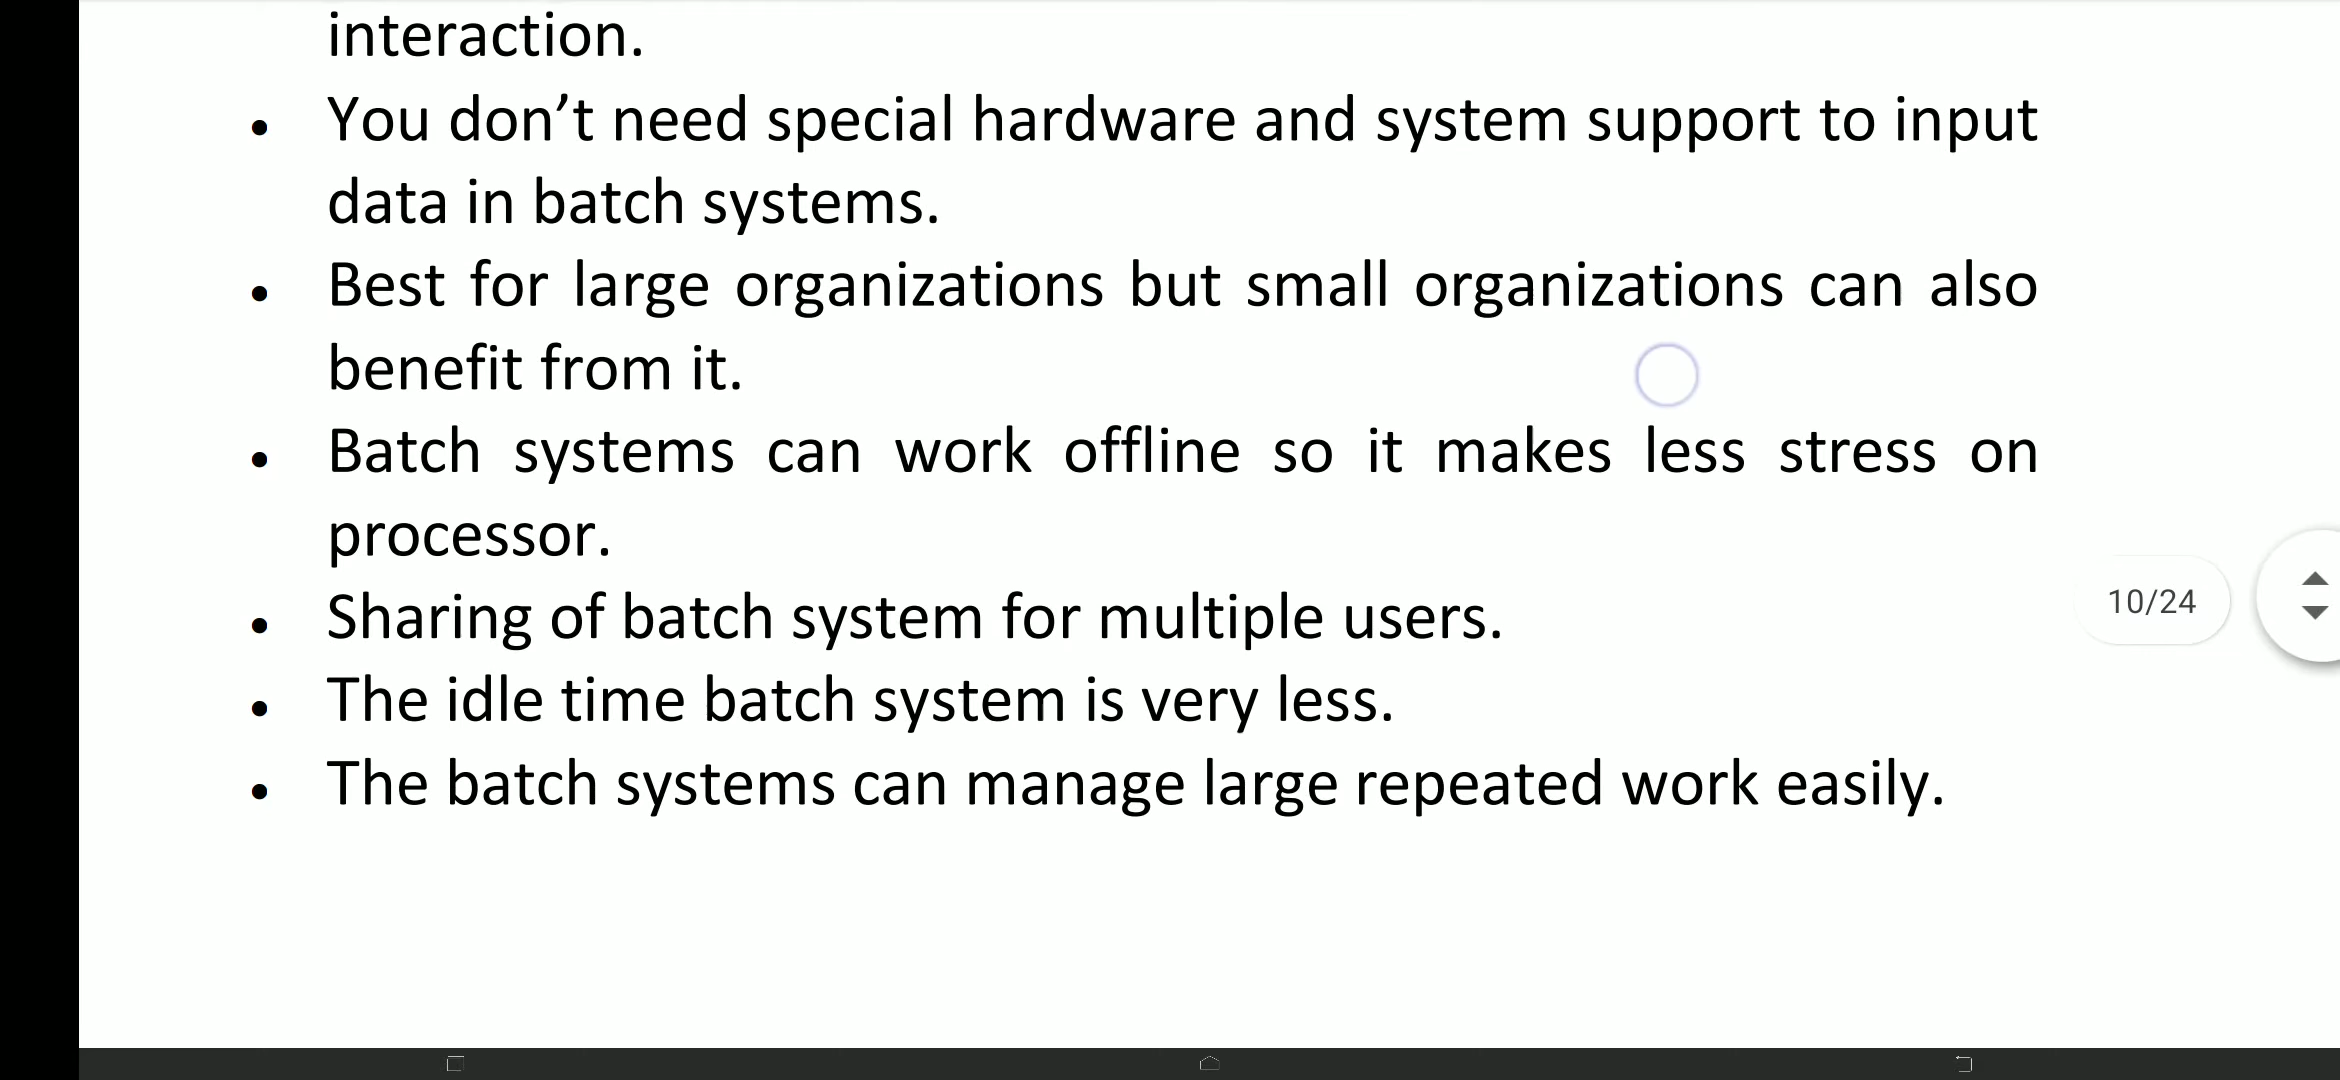 interaction.
• You don’t need special hardware and system support to input
data in batch systems.
• Best for large organizations but small organizations can also
benefit from it.
• Batch systems can work offline so it makes less stress on
processor.
• Sharing of batch system for multiple users.
• The idle time batch system is very less.
• The batch systems can manage large repeated work easily.
10/24